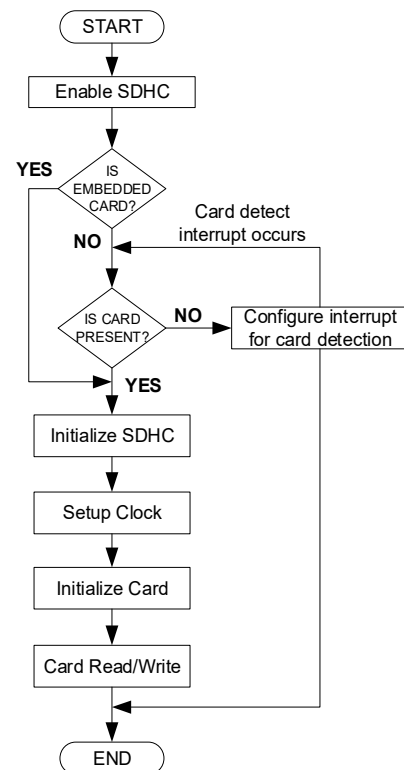 START
Enable SDHC
IS
EMBEDDED
CARD?
YES
NO
Card detect
interrupt occurs
IS CARD
PRESENT?
NO
Configure interrupt
for card detection
YES
Initialize SDHC
Setup Clock
Initialize Card
Card Read/Write
END